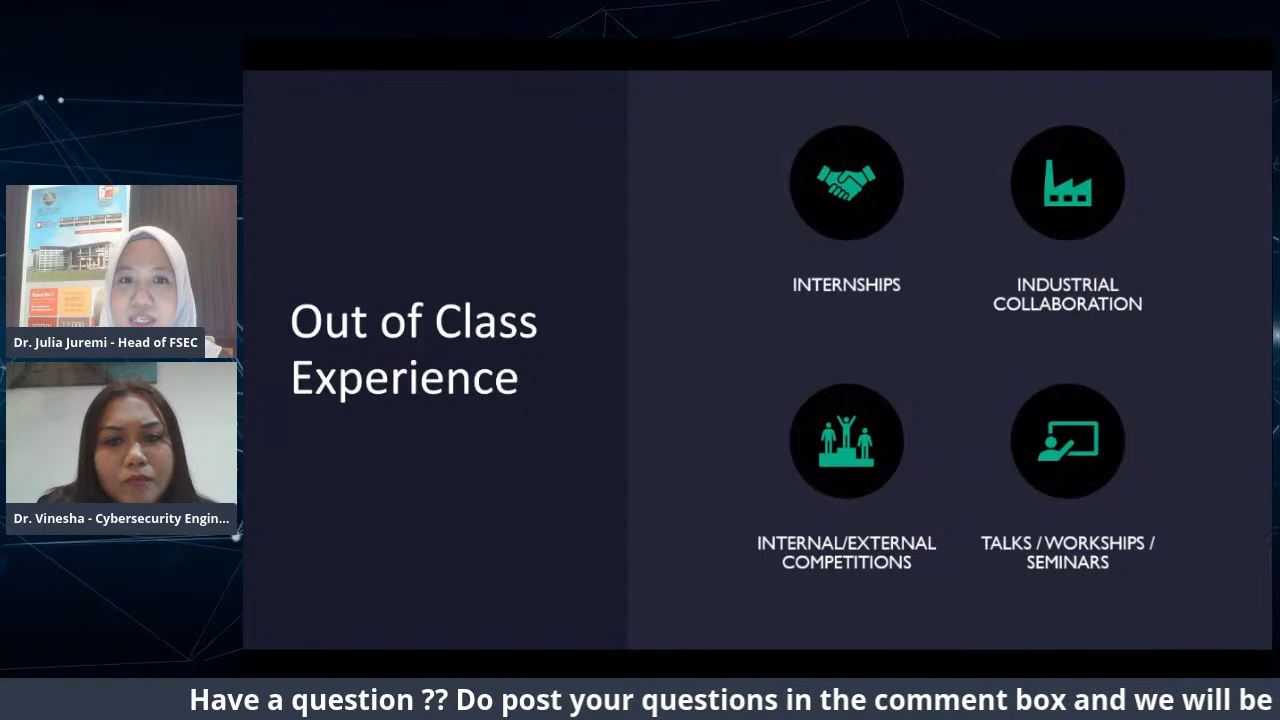 Dr. Julia Juremi - Head of FSEC
Dr. Vinesha - Cybersecurity Engin...
Out of Class
Experience
INTERNSHIPS
INDUSTRIAL
COLLABORATION
INTERNAL/EXTERNAL
COMPETITIONS
TALKS / WORKSHIPS /
SEMINARS
Have a question ?? Do post your questions in the comment box and we will be